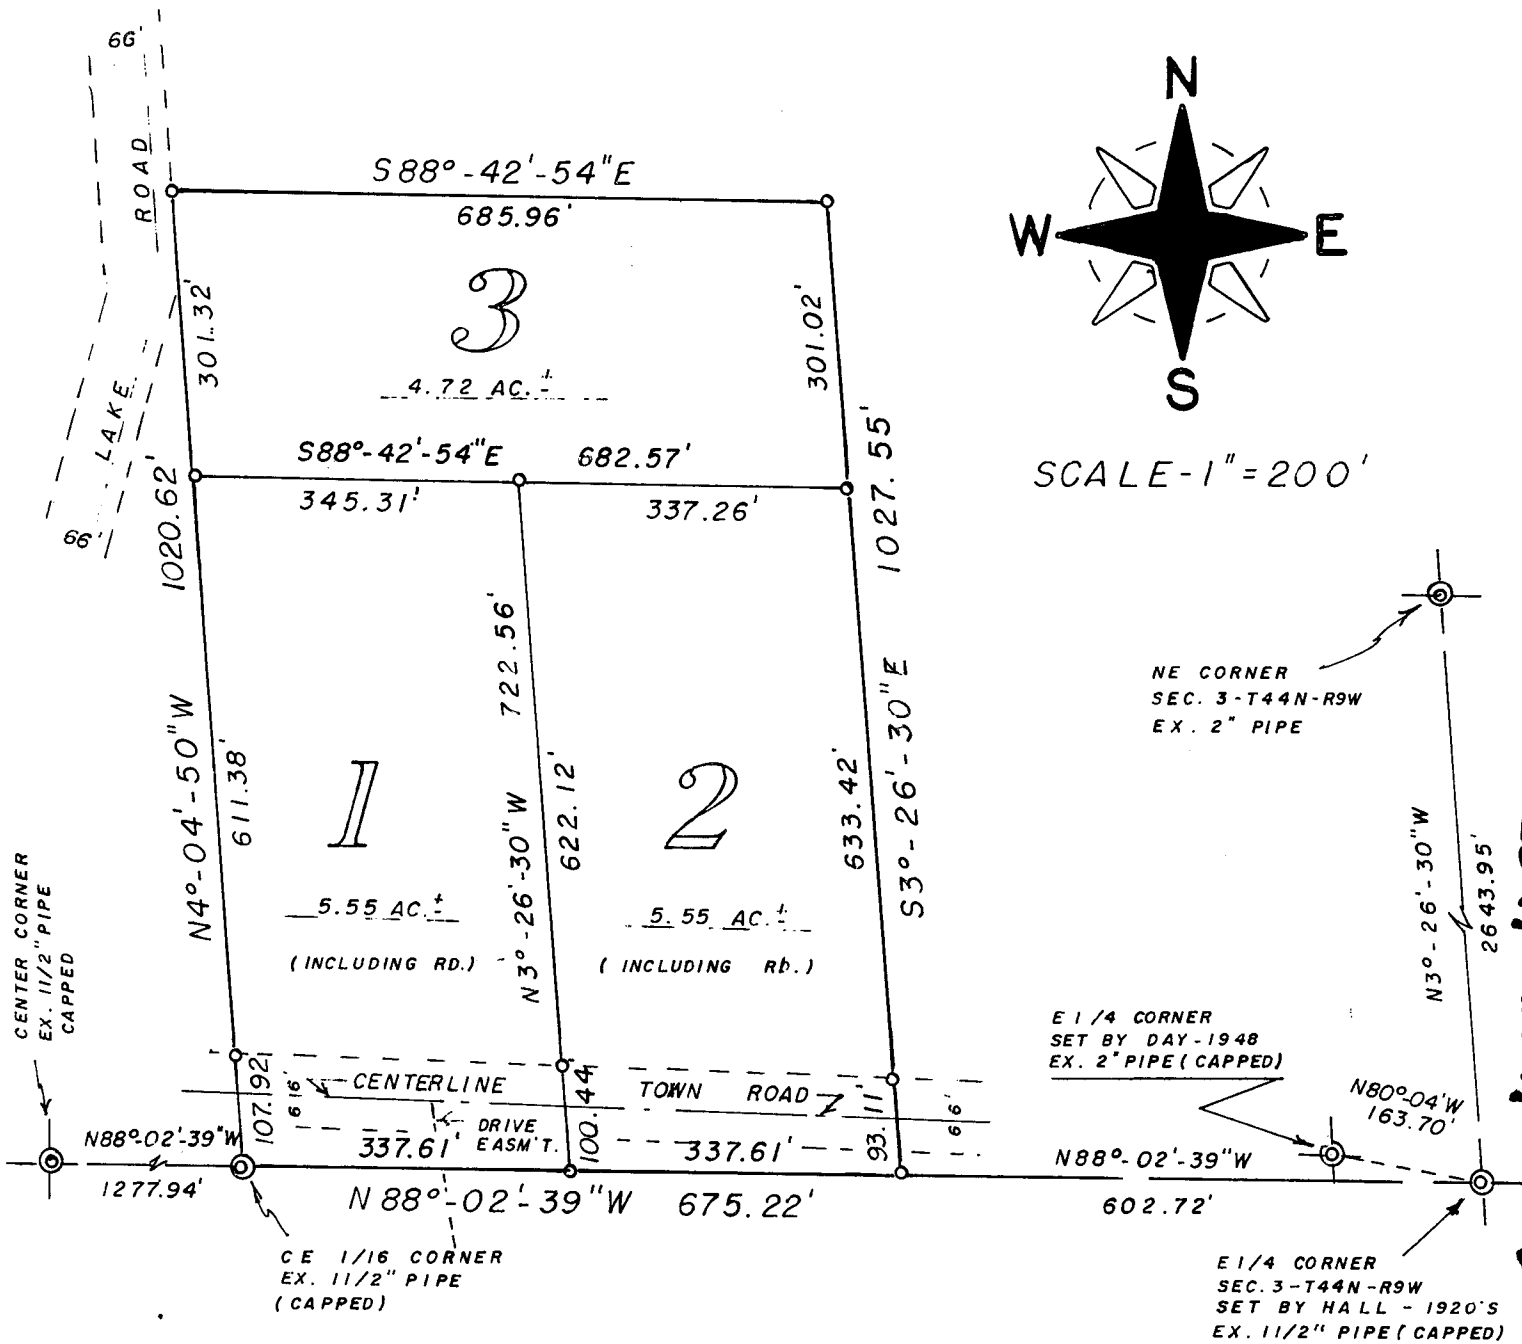 66'
ROAD
LAKE
66'
S88°-42'-54"E
685.96'
3
4.72 AC.±
301.32'
301.02'
N
W
E
S
SCALE-1"=200'
S88°-42'-54"E 682.57'
345.31'
337.26'
1020.62'
1027.55'
N4°-04'-50"W
611.38'
722.56'
N3°-26'-30"W
622.12'
633.42'
S3°-26'-30"E
1
5.55 AC.±
(INCLUDING RD.)
2
5.55 AC.±
(INCLUDING RD.)
NE CORNER
SEC. 3-T44N-R9W
EX. 2" PIPE
N3°-26'-30"W
2643.95'
CENTER CORNER
EX. 11/2" PIPE
CAPPED
E 1/4 CORNER
SET BY DAY-1948
EX. 2" PIPE (CAPPED)
N80°-04'W
163.70'
107.92'
66'
CENTERLINE TOWN ROAD
DRIVE
EASM'T.
100.44'
93.11'
66'
N88°-02'-39"W
1277.94'
337.61'
337.61'
N88°-02'-39"W 675.22'
N88°-02'-39"W
602.72'
CE 1/16 CORNER
EX. 11/2" PIPE
(CAPPED)
E 1/4 CORNER
SEC. 3-T44N-R9W
SET BY HALL - 1920'S
EX. 11/2" PIPE (CAPPED)